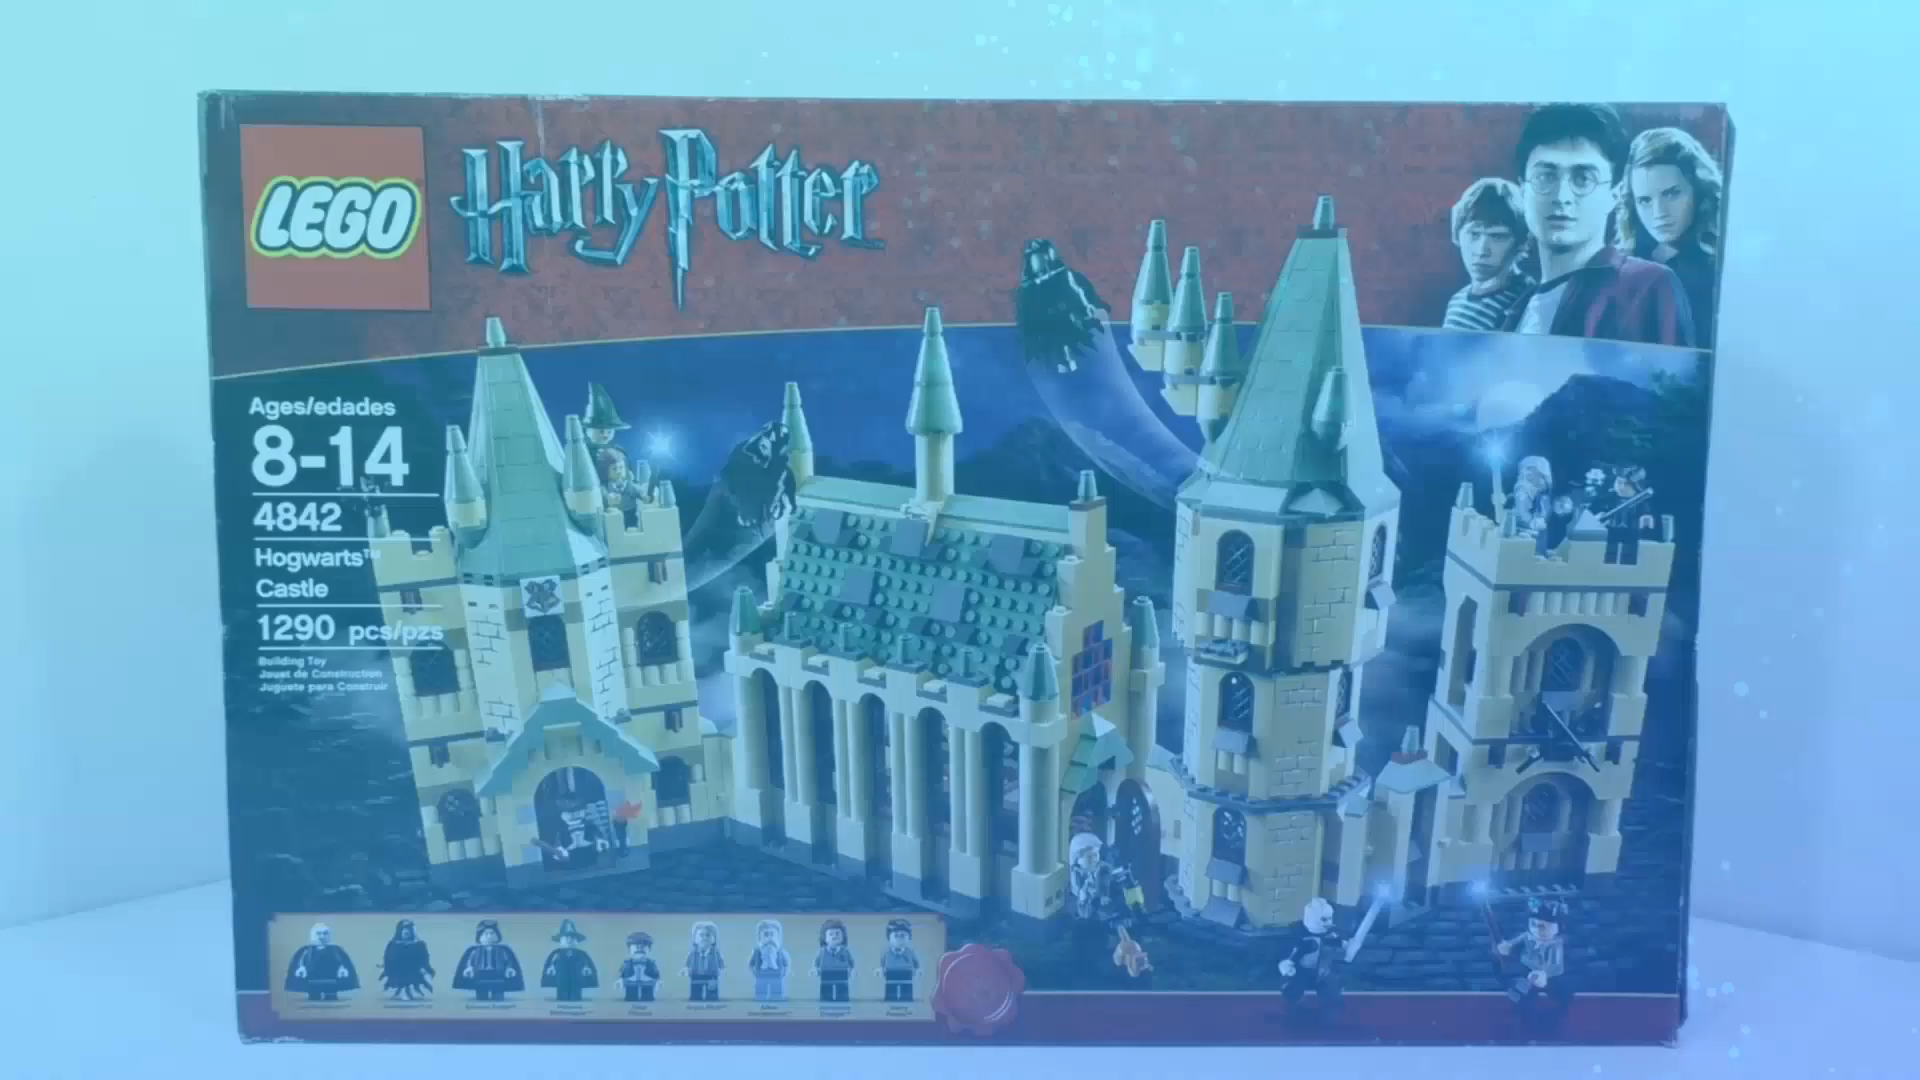 LEGO
Harry Potter
Ages/edades
8-14
4842
Hogwarts™
Castle
1290 pcs/pzs
Building Toy
Jouet de Construction
Juguete para Construir